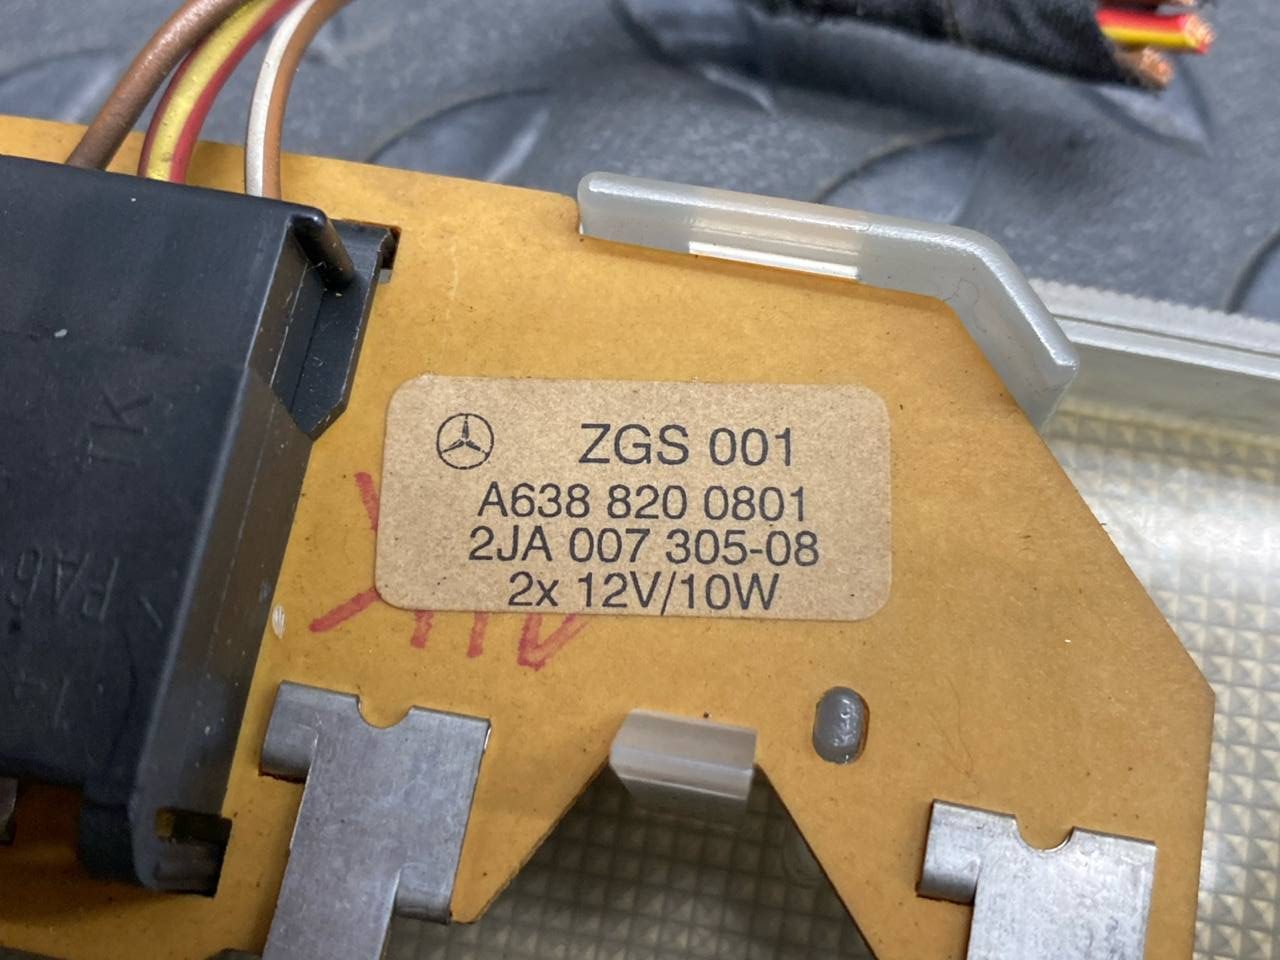 ZGS 001
A638 820 0801
2JA 007 305-08
2x 12V/10W